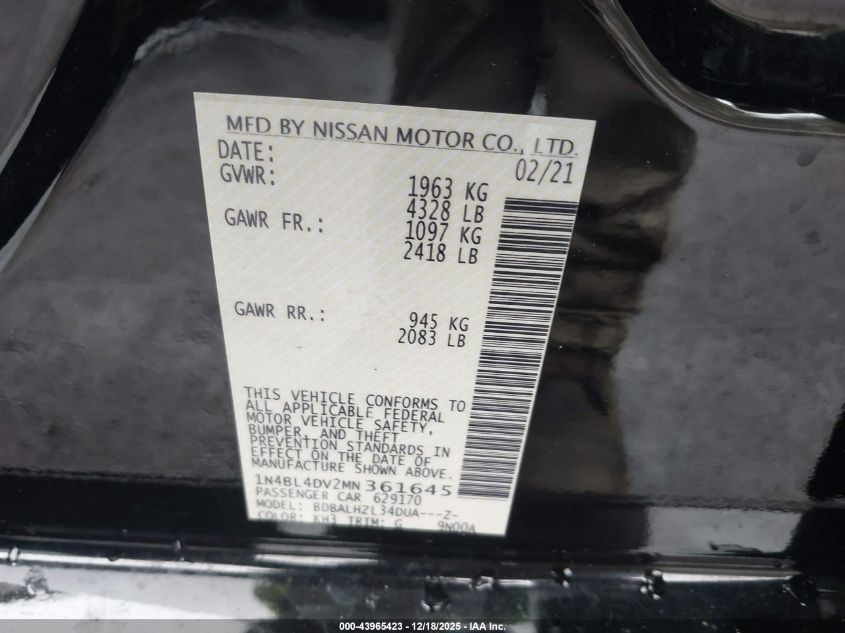 MFD BY NISSAN MOTOR CO., LTD.
DATE: 02/21
GVWR: 1963 KG
4328 LB
GAWR FR.: 1097 KG
2418 LB
GAWR RR.: 945 KG
2083 LB
THIS VEHICLE CONFORMS TO
ALL APPLICABLE FEDERAL
MOTOR VEHICLE SAFETY,
BUMPER, AND THEFT
PREVENTION STANDARDS IN
EFFECT ON THE DATE OF
MANUFACTURE SHOWN ABOVE.
1N4BL4DV2MN 361645
PASSENGER CAR 629170
MODEL: BDBALHZL34DUA---Z-
COLOR: KH3 TRIM: G 9N00A
000-43965423 - 12/18/2025 - IAA Inc.